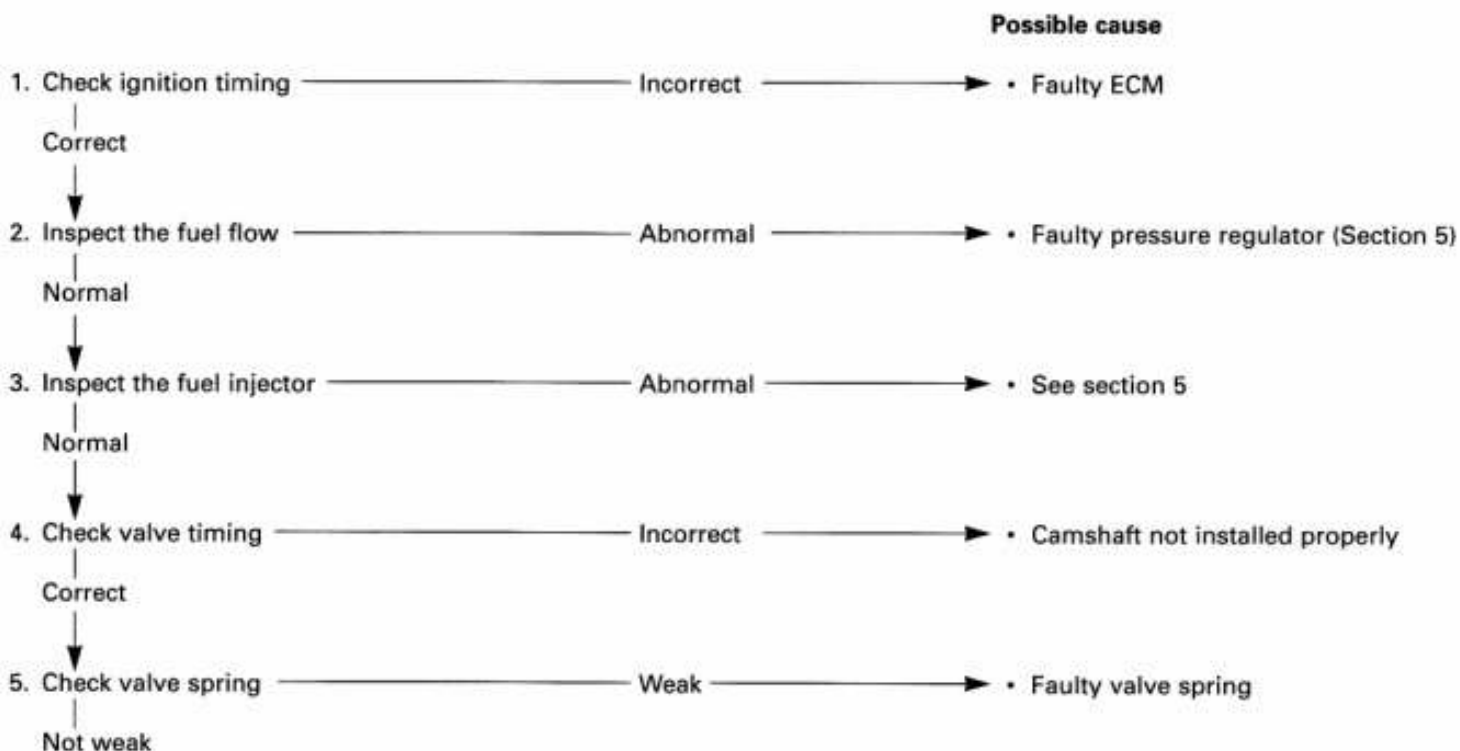 Possible cause
1. Check ignition timing Incorrect • Faulty ECM
Correct
2. Inspect the fuel flow Abnormal • Faulty pressure regulator (Section 5)
Normal
3. Inspect the fuel injector Abnormal • See section 5
Normal
4. Check valve timing Incorrect • Camshaft not installed properly
Correct
5. Check valve spring Weak • Faulty valve spring
Not weak